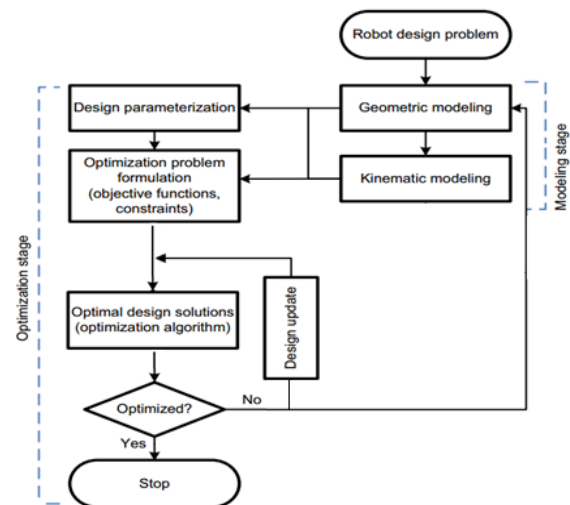 Robot design problem
Design parameterization
Geometric modeling
Optimization problem
formulation
(objective functions,
constraints)
Kinematic modeling
Modeling stage
Optimization stage
Optimal design solutions
(optimization algorithm)
Design update
Optimized?
No
Yes
Stop